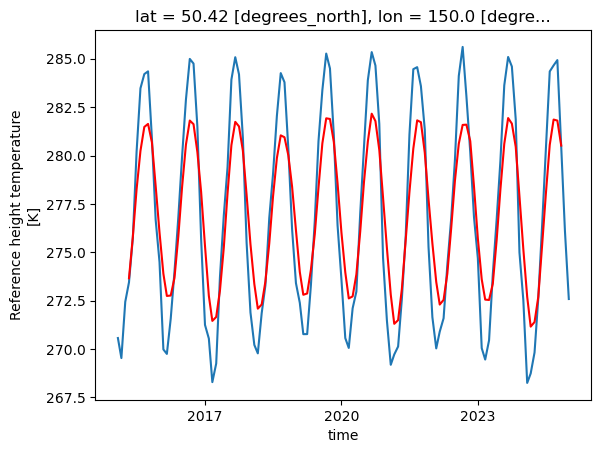 lat = 50.42 [degrees_north], lon = 150.0 [degre...
285.0
282.5
280.0
277.5
275.0
272.5
270.0
267.5
Reference height temperature
[K]
2017
2020
2023
time